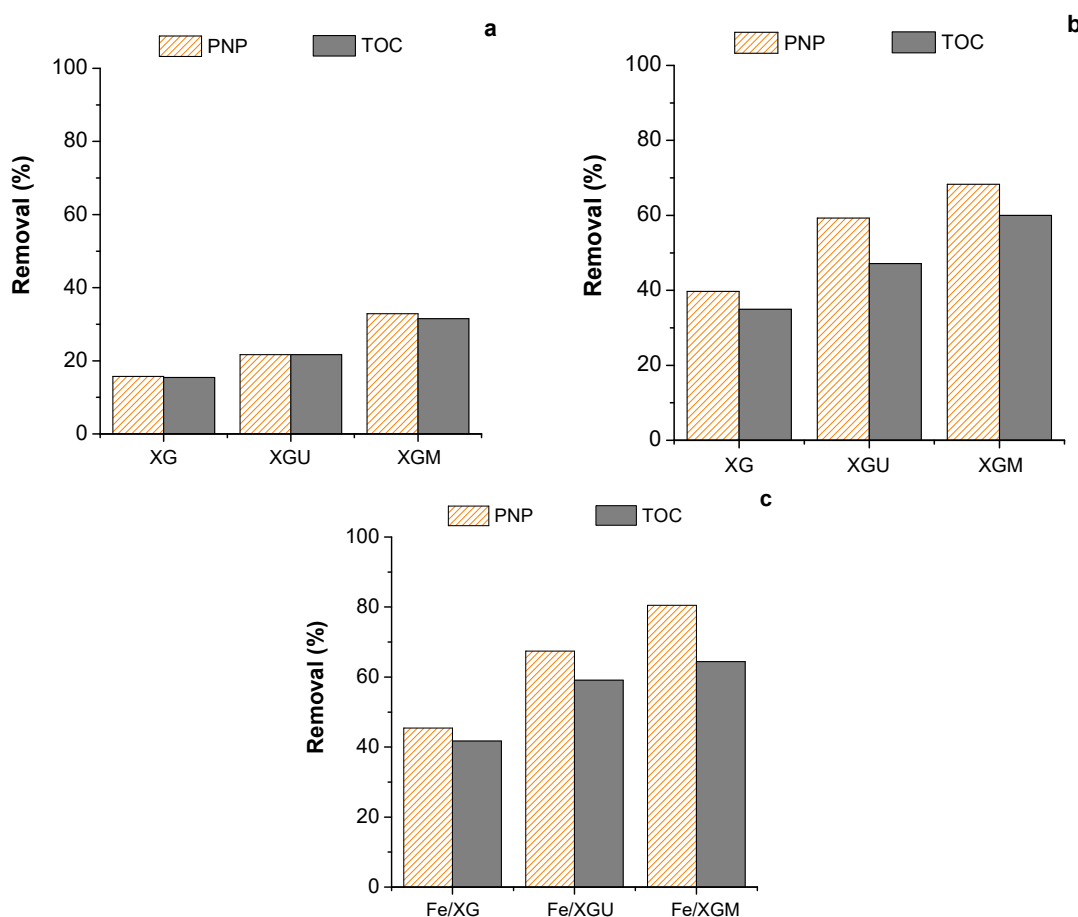 PNP TOC a
100
80
60
40
20
0
Removal (%)
XG XGU XGM
PNP TOC b
100
80
60
40
20
0
Removal (%)
XG XGU XGM
PNP TOC c
100
80
60
40
20
0
Removal (%)
Fe/XG Fe/XGU Fe/XGM